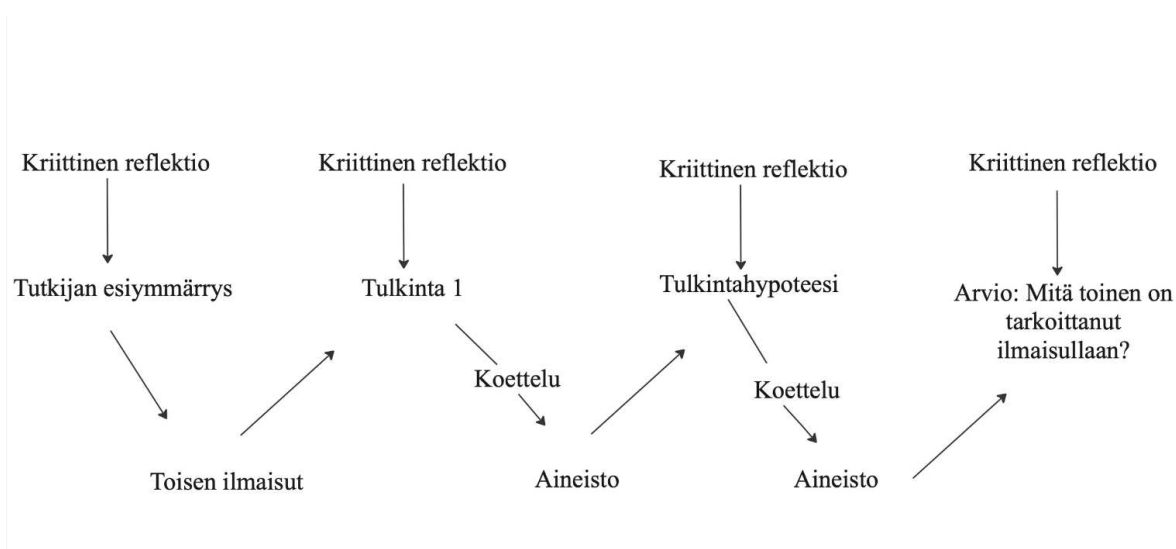 Kriittinen reflektio
Kriittinen reflektio
Kriittinen reflektio
Kriittinen reflektio
Tutkijan esiymmärrys
Tulkinta 1
Tulkintahypoteesi
Arvio: Mitä toinen on
tarkoittanut
ilmaisullaan?
Koettelu
Koettelu
Toisen ilmaisut
Aineisto
Aineisto